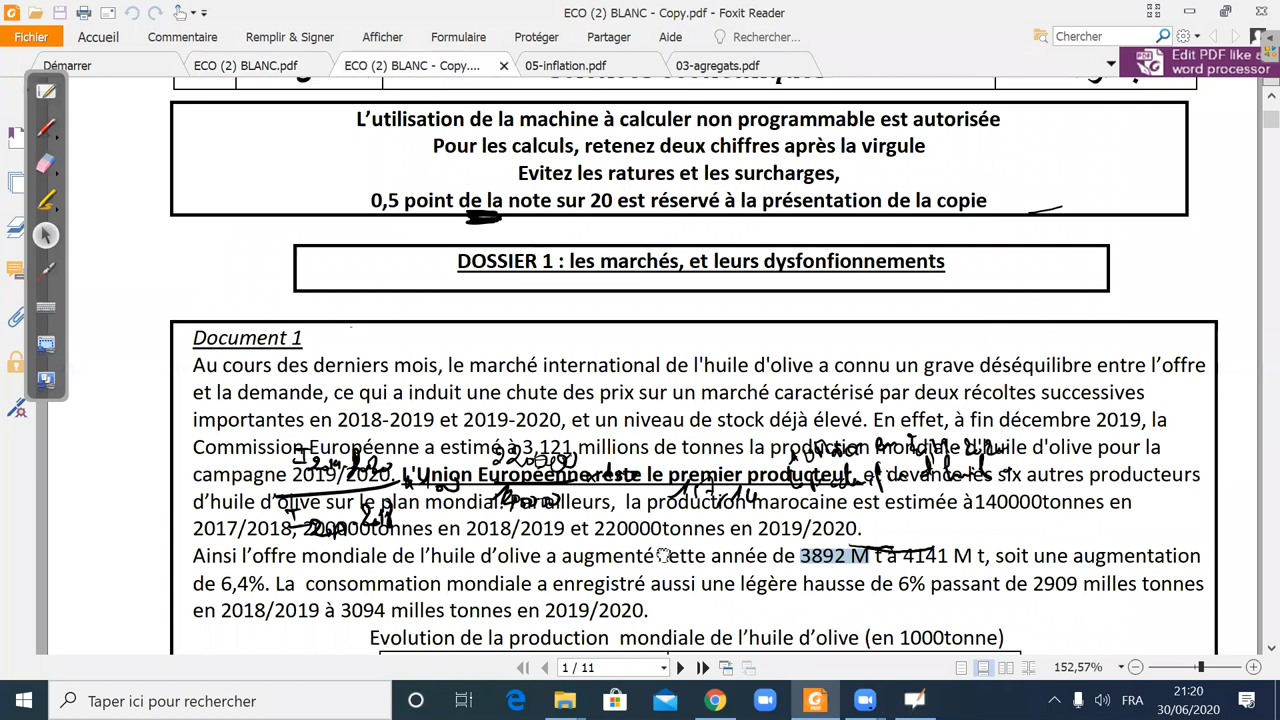 ECO (2) BLANC - Copy.pdf - Foxit Reader
Fichier Accueil Commentaire Remplir & Signer Afficher Formulaire Protéger Partager Aide Rechercher... Chercher
Démarrer ECO (2) BLANC.pdf ECO (2) BLANC - Copy.... 05-inflation.pdf 03-agregats.pdf
Edit PDF like a
word processor
L’utilisation de la machine à calculer non programmable est autorisée
Pour les calculs, retenez deux chiffres après la virgule
Evitez les ratures et les surcharges,
0,5 point de la note sur 20 est réservé à la présentation de la copie
DOSSIER 1 : les marchés, et leurs dysfonfionnements
Document 1
Au cours des derniers mois, le marché international de l'huile d'olive a connu un grave déséquilibre entre l’offre
et la demande, ce qui a induit une chute des prix sur un marché caractérisé par deux récoltes successives
importantes en 2018-2019 et 2019-2020, et un niveau de stock déjà élevé. En effet, à fin décembre 2019, la
Commission Européenne a estimé à 3,121 millions de tonnes la production mondiale d'huile d'olive pour la
campagne 2019/2020. L'Union Européenne reste le premier producteur, et devance les six autres producteurs
d’huile d’olive sur le plan mondial. Par ailleurs, la production marocaine est estimée à140000tonnes en
2017/2018, 200000tonnes en 2018/2019 et 220000tonnes en 2019/2020.
Ainsi l’offre mondiale de l’huile d’olive a augmenté cette année de 3892 M t à 4141 M t, soit une augmentation
de 6,4%. La consommation mondiale a enregistré aussi une légère hausse de 6% passant de 2909 milles tonnes
en 2018/2019 à 3094 milles tonnes en 2019/2020.
Evolution de la production mondiale de l’huile d’olive (en 1000tonne)
1 / 11 152,57%
Taper ici pour rechercher FRA 21:20
30/06/2020